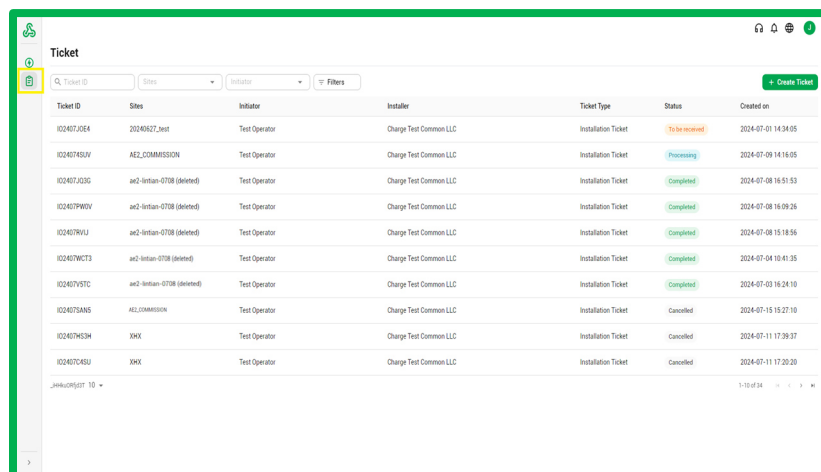 J
Ticket
Ticket ID Sites Initiator Filters + Create Ticket
Ticket ID Sites Initiator Installer Ticket Type Status Created on
IO2407JOE4 20240627_test Test Operator Charge Test Common LLC Installation Ticket To be received 2024-07-01 14:34:05
IO24074SUV AE2_COMMISSION Test Operator Charge Test Common LLC Installation Ticket Processing 2024-07-09 14:16:05
IO2407JQ3G ae2-lintian-0708 (deleted) Test Operator Charge Test Common LLC Installation Ticket Completed 2024-07-08 16:51:53
IO2407PW0V ae2-lintian-0708 (deleted) Test Operator Charge Test Common LLC Installation Ticket Completed 2024-07-08 16:09:26
IO2407RVIJ ae2-lintian-0708 (deleted) Test Operator Charge Test Common LLC Installation Ticket Completed 2024-07-08 15:18:56
IO2407WCT3 ae2-lintian-0708 (deleted) Test Operator Charge Test Common LLC Installation Ticket Completed 2024-07-04 10:41:35
IO2407V5TC ae2-lintian-0708 (deleted) Test Operator Charge Test Common LLC Installation Ticket Completed 2024-07-03 16:24:10
IO2407SAN5 AE2_COMMISSION Test Operator Charge Test Common LLC Installation Ticket Cancelled 2024-07-15 15:27:10
IO2407HS3H XHX Test Operator Charge Test Common LLC Installation Ticket Cancelled 2024-07-11 17:39:37
IO2407C4SU XHX Test Operator Charge Test Common LLC Installation Ticket Cancelled 2024-07-11 17:20:20
10 1-10 of 34